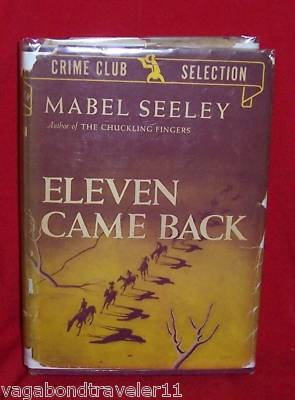 CRIME CLUB SELECTION
MABEL SEELEY
Author of THE CHUCKLING FINGERS
ELEVEN
CAME BACK
vagabondtraveler11